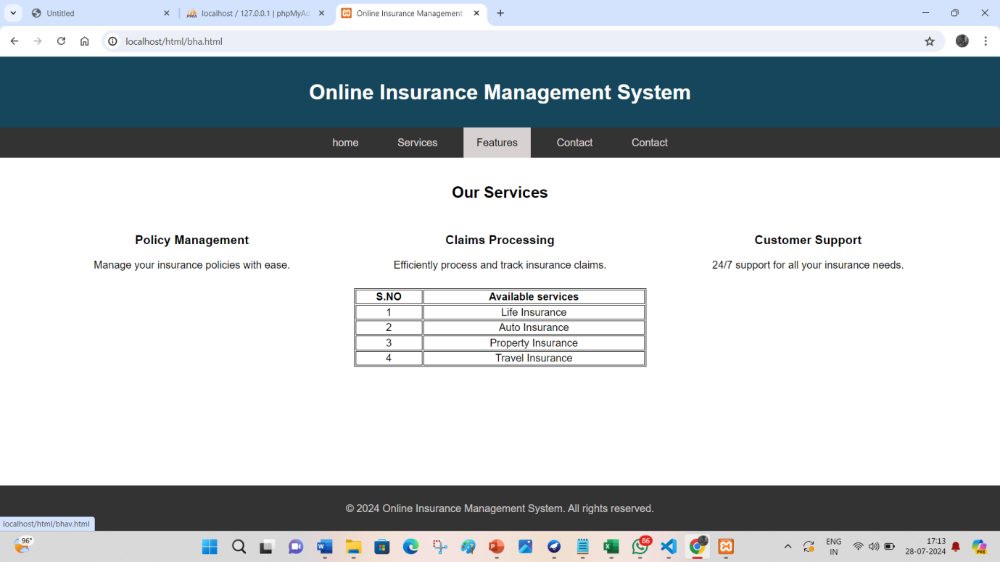 Untitled
localhost / 127.0.0.1 | phpMyAd
Online Insurance Management
localhost/html/bha.html
Online Insurance Management System
home Services Features Contact Contact
Our Services
Policy Management Claims Processing Customer Support
Manage your insurance policies with ease. Efficiently process and track insurance claims. 24/7 support for all your insurance needs.
S.NO Available services
1 Life Insurance
2 Auto Insurance
3 Property Insurance
4 Travel Insurance
© 2024 Online Insurance Management System. All rights reserved.
localhost/html/bhav.html
96°
86
ENG
IN
17:13
28-07-2024
PRE